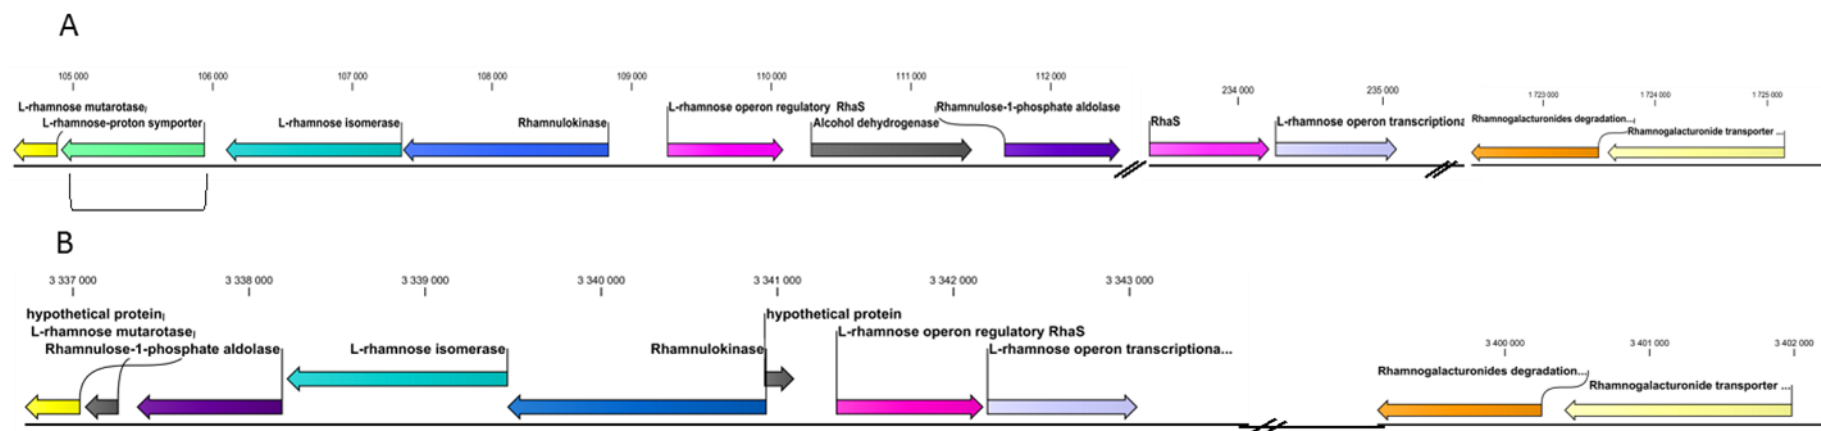 A
105 000 106 000 107 000 108 000 109 000 110 000 111 000 112 000 234 000 235 000 1 723 000 1 724 000 1 725 000
L-rhamnose mutarotase L-rhamnose operon regulatory RhaS Rhamnulose-1-phosphate aldolase RhaS L-rhamnose operon transcriptiona Rhamnogalacturonides degradation...
L-rhamnose-proton symporter L-rhamnose isomerase Rhamnulokinase Alcohol dehydrogenase Rhamnogalacturonide transporter ...
B
3 337 000 3 338 000 3 339 000 3 340 000 3 341 000 3 342 000 3 343 000
hypothetical protein hypothetical protein
L-rhamnose mutarotase L-rhamnose operon regulatory RhaS 3 400 000 3 401 000 3 402 000
Rhamnulose-1-phosphate aldolase L-rhamnose isomerase Rhamnulokinase L-rhamnose operon transcriptiona...
Rhamnogalacturonides degradation...
Rhamnogalacturonide transporter ...